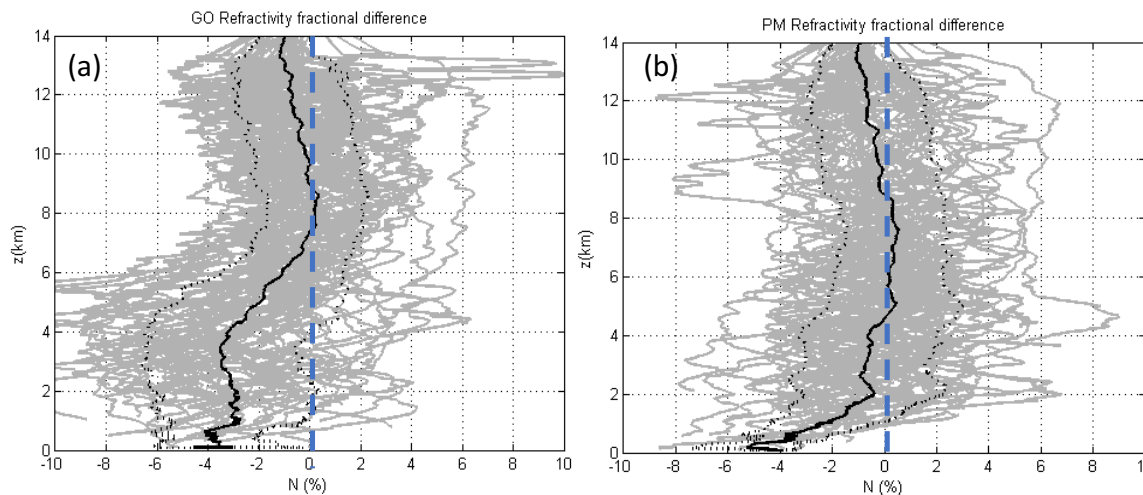 GO Refractivity fractional difference
(a)
z(km)
14
12
10
8
6
4
2
0
-10 -8 -6 -4 -2 0 2 4 6 8 10
N (%)
PM Refractivity fractional difference
(b)
z(km)
14
12
10
8
6
4
2
0
-10 -8 -6 -4 -2 0 2 4 6 8
N (%)